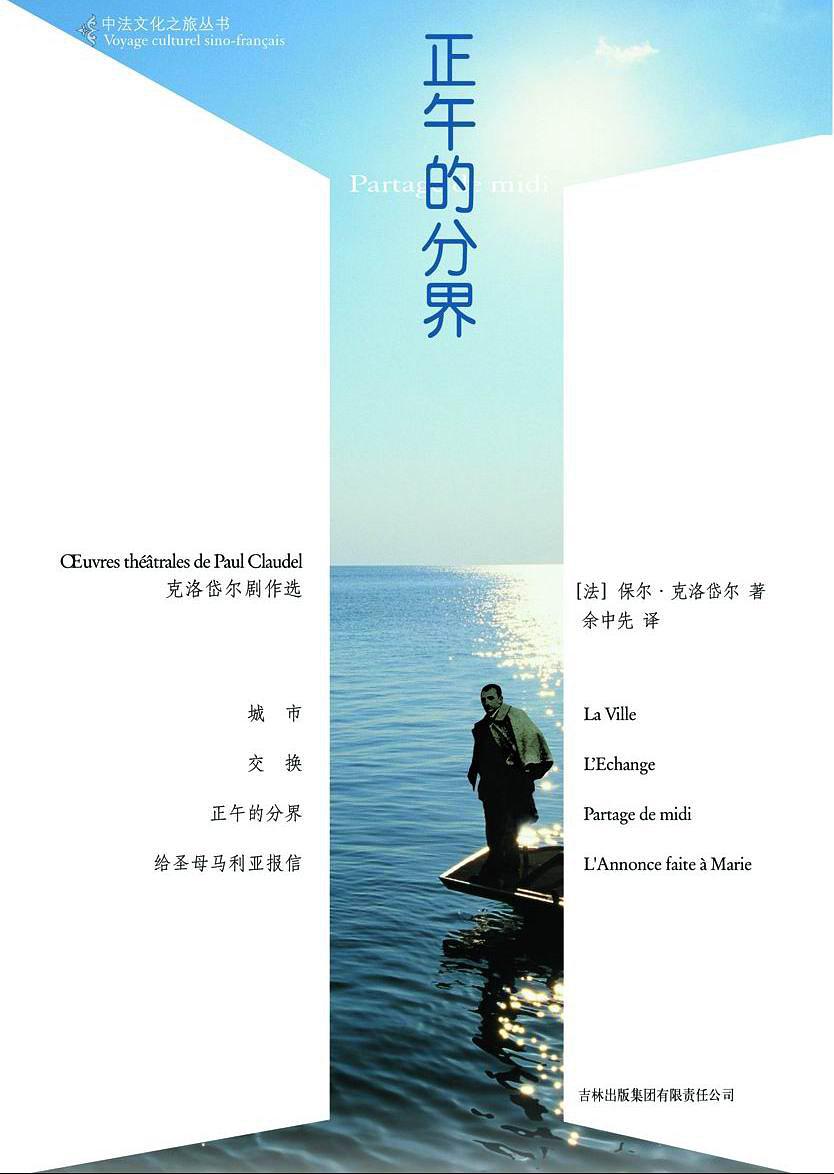 中法文化之旅丛书
Voyage culturel sino-français
正午的分界
Partage de midi
Œuvres théâtrales de Paul Claudel
克洛岱尔剧作选
[法] 保尔·克洛岱尔 著
余中先 译
城 市
La Ville
交 换
L'Echange
正午的分界
Partage de midi
给圣母马利亚报信
L'Annonce faite à Marie
吉林出版集团有限责任公司